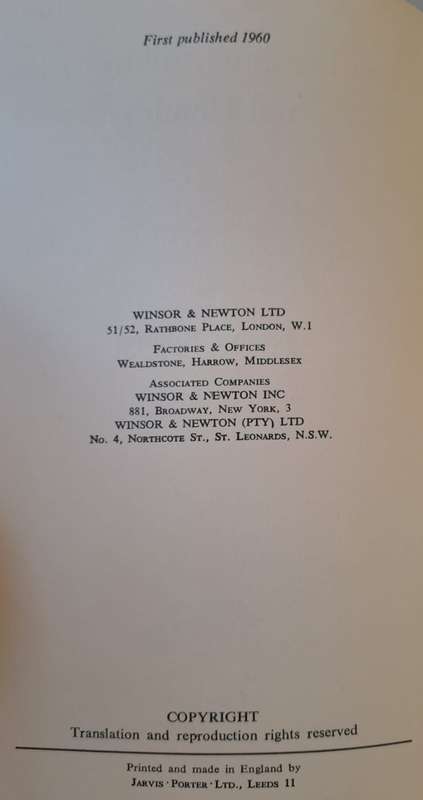 First published 1960
WINSOR & NEWTON LTD
51/52, RATHBONE PLACE, LONDON, W.1
FACTORIES & OFFICES
WEALDSTONE, HARROW, MIDDLESEX
ASSOCIATED COMPANIES
WINSOR & NEWTON INC
881, BROADWAY, NEW YORK, 3
WINSOR & NEWTON (PTY) LTD
NO. 4, NORTHCOTE ST., ST. LEONARDS, N.S.W.
COPYRIGHT
Translation and reproduction rights reserved
Printed and made in England by
JARVIS · PORTER · LTD., LEEDS 11